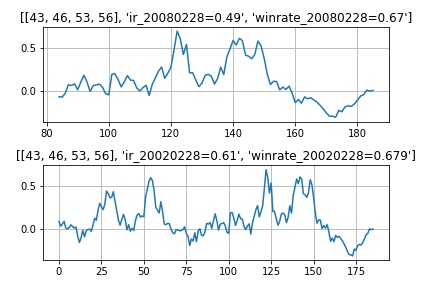 [[43, 46, 53, 56], 'ir_20080228=0.49', 'winrate_20080228=0.67']
0.5
0.0
80 100 120 140 160 180
[[43, 46, 53, 56], 'ir_20020228=0.61', 'winrate_20020228=0.679']
0.5
0.0
0 25 50 75 100 125 150 175